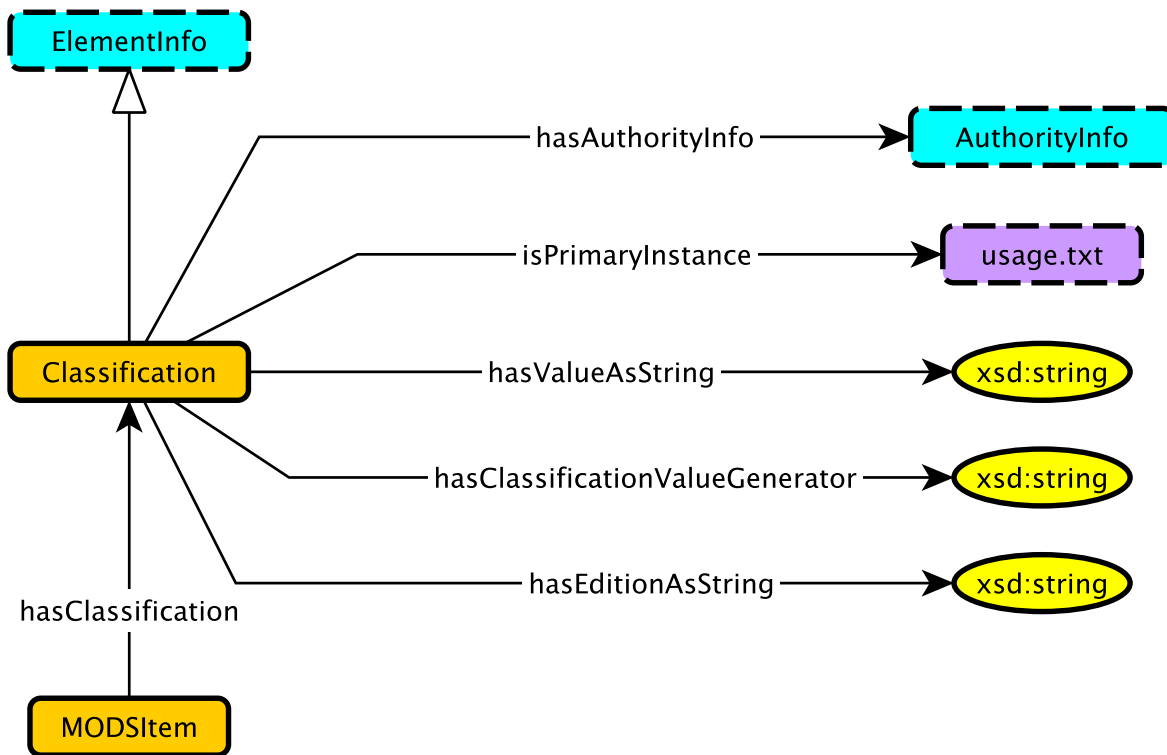 ElementInfo
hasAuthorityInfo
AuthorityInfo
isPrimaryInstance
usage.txt
Classification
hasValueAsString
xsd:string
hasClassificationValueGenerator
xsd:string
hasEditionAsString
xsd:string
hasClassification
MODSItem